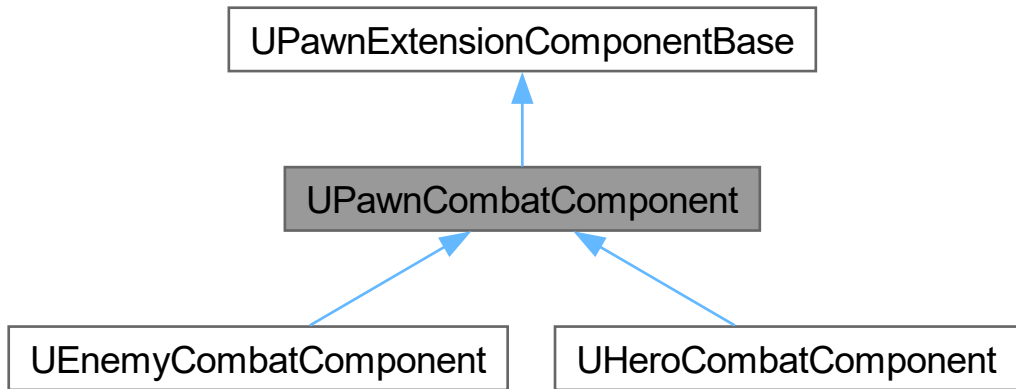 UPawnExtensionComponentBase
UPawnCombatComponent
UEnemyCombatComponent
UHeroCombatComponent